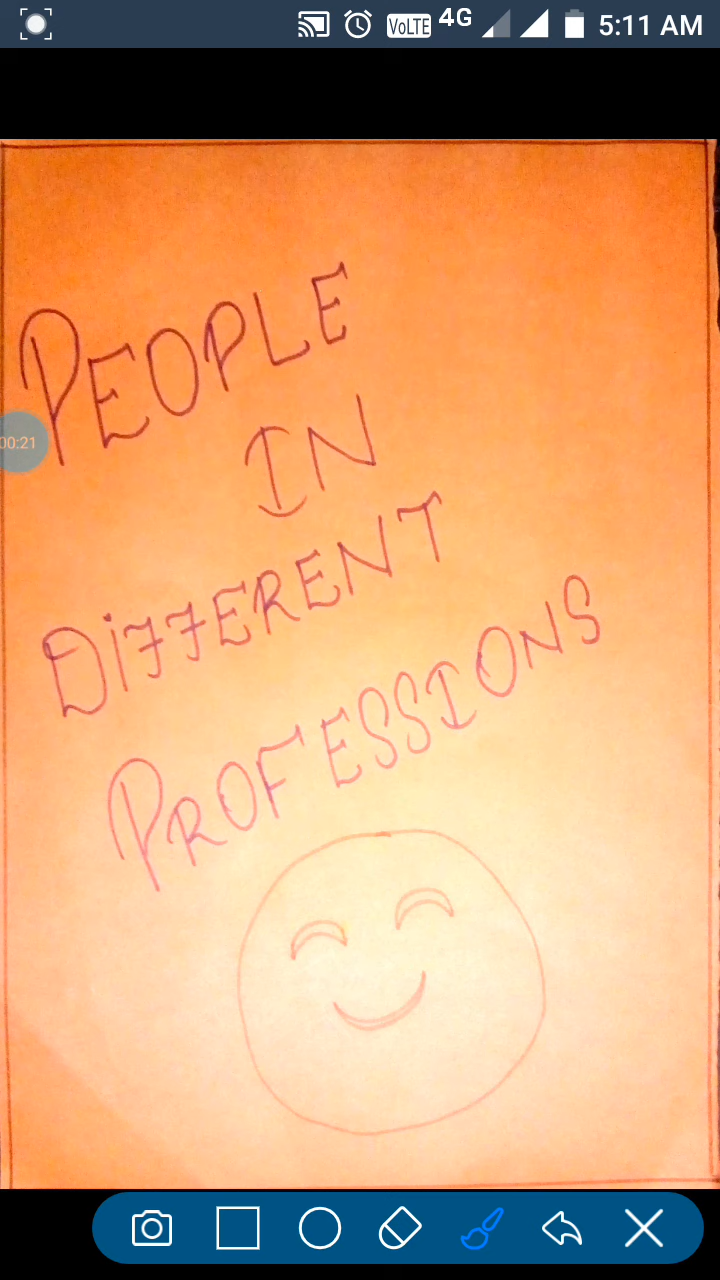 VoLTE 4G 5:11 AM
PEOPLE
00:21
IN
DIFFERENT
PROFESSIONS